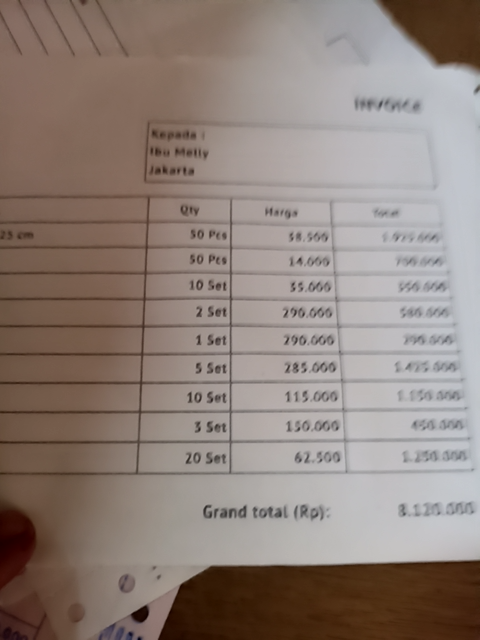 INVOICE
Kepada :
Ibu Melly
Jakarta
Qty Harga Total
25 cm 50 Pcs 38.500 1.925.000
50 Pcs 14.000 700.000
10 Set 35.000 350.000
2 Set 290.000 580.000
1 Set 290.000 290.000
5 Set 285.000 1.425.000
10 Set 115.000 1.150.000
3 Set 150.000 450.000
20 Set 62.500 1.250.000
Grand total (Rp): 8.120.000